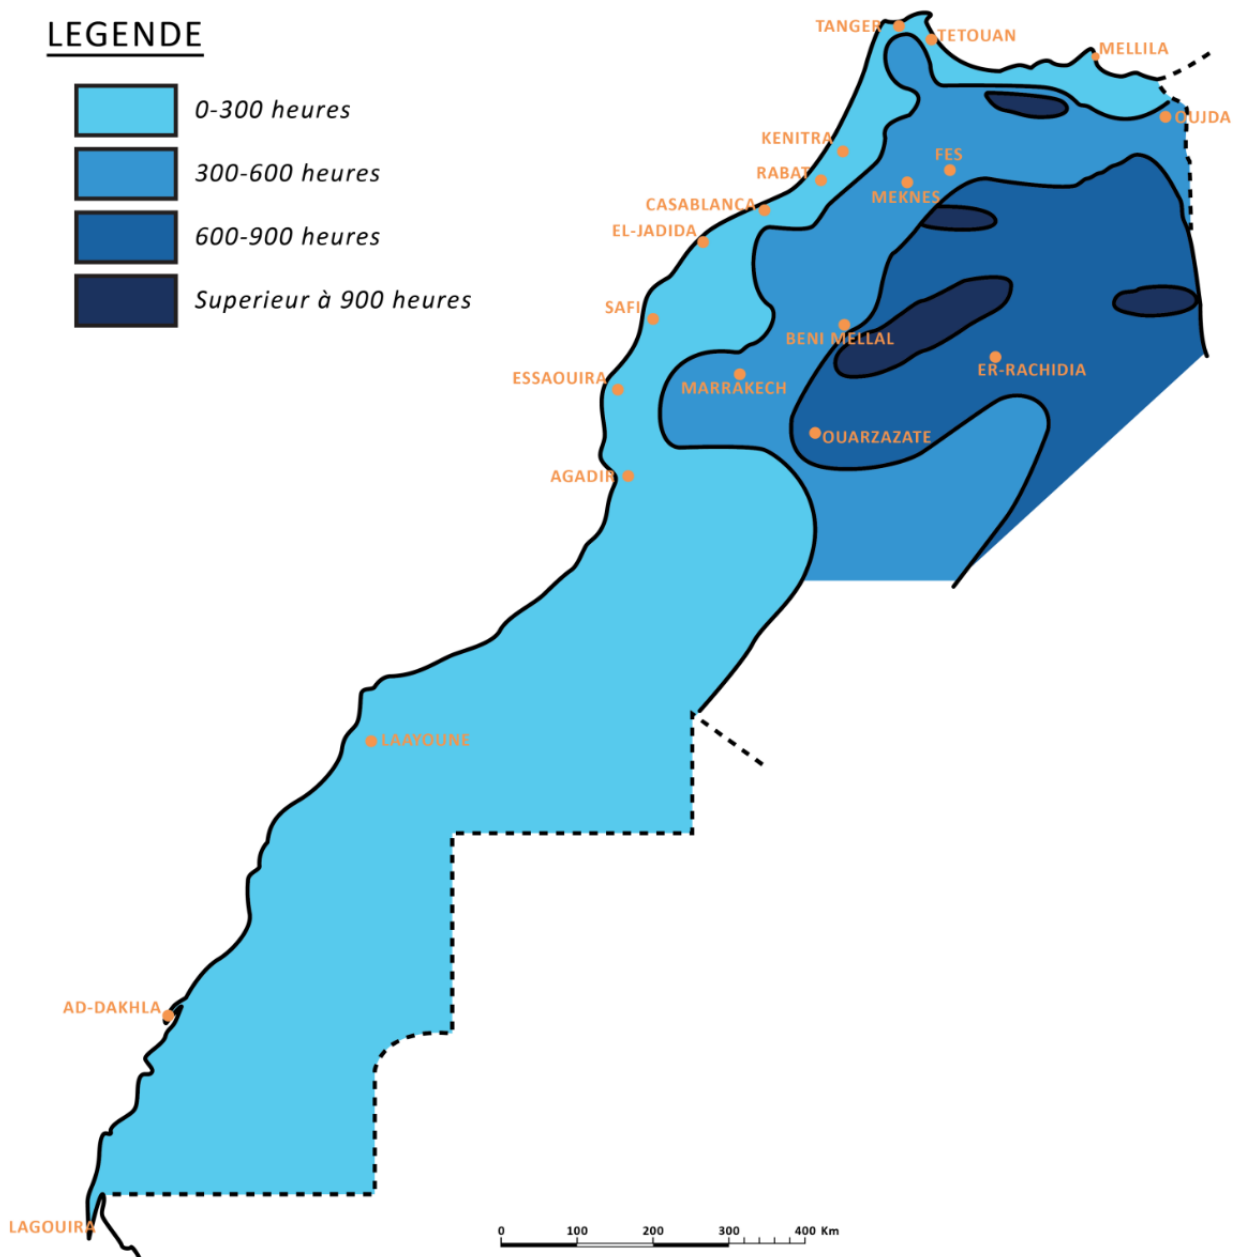 LEGENDE
0-300 heures
300-600 heures
600-900 heures
Superieur à 900 heures
TANGER
TETOUAN
MELLILA
OUJDA
KENITRA
FES
RABAT
MEKNES
CASABLANCA
EL-JADIDA
SAFI
BENI MELLAL
ER-RACHIDIA
ESSAOUIRA
MARRAKECH
OUARZAZATE
AGADIR
LAAYOUNE
AD-DAKHLA
LAGOUIRA
0 100 200 300 400 Km